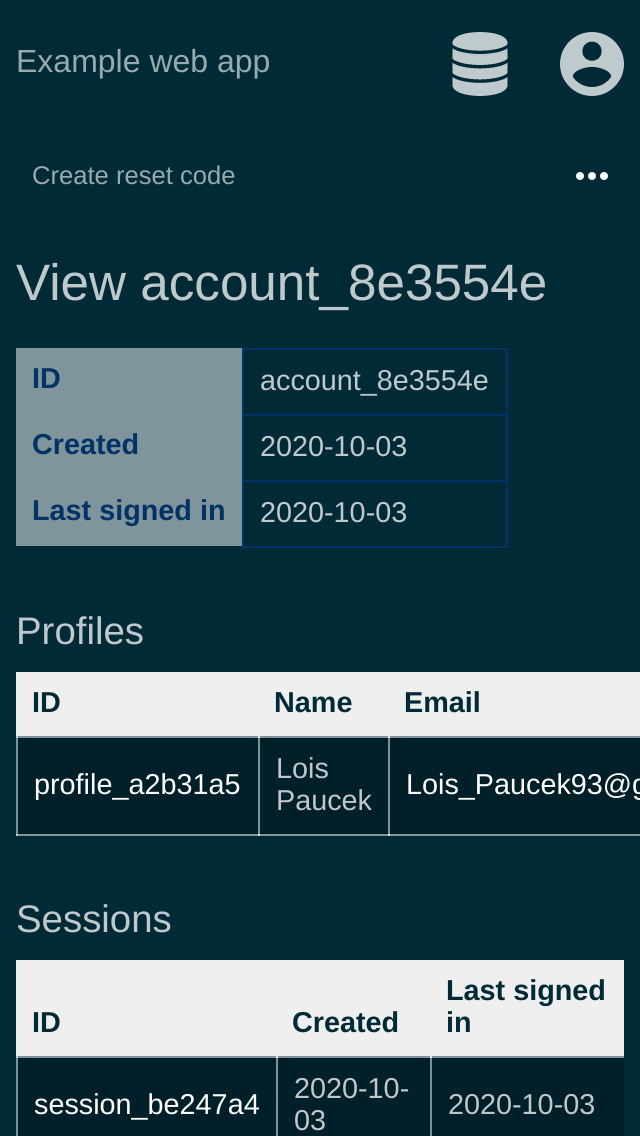 Example web app
Create reset code
View account_8e3554e
ID account_8e3554e
Created 2020-10-03
Last signed in 2020-10-03
Profiles
ID Name Email
profile_a2b31a5 Lois Paucek Lois_Paucek93@g
Sessions
ID Created Last signed in
session_be247a4 2020-10-03 2020-10-03